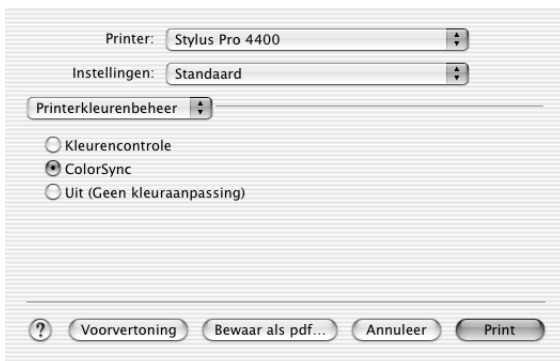 Printer: Stylus Pro 4400
Instellingen: Standaard
Printerkleurenbeheer
Kleurencontrole
ColorSync
Uit (Geen kleuraanpassing)
? Voorvertoning Bewaar als pdf... Annuleer Print